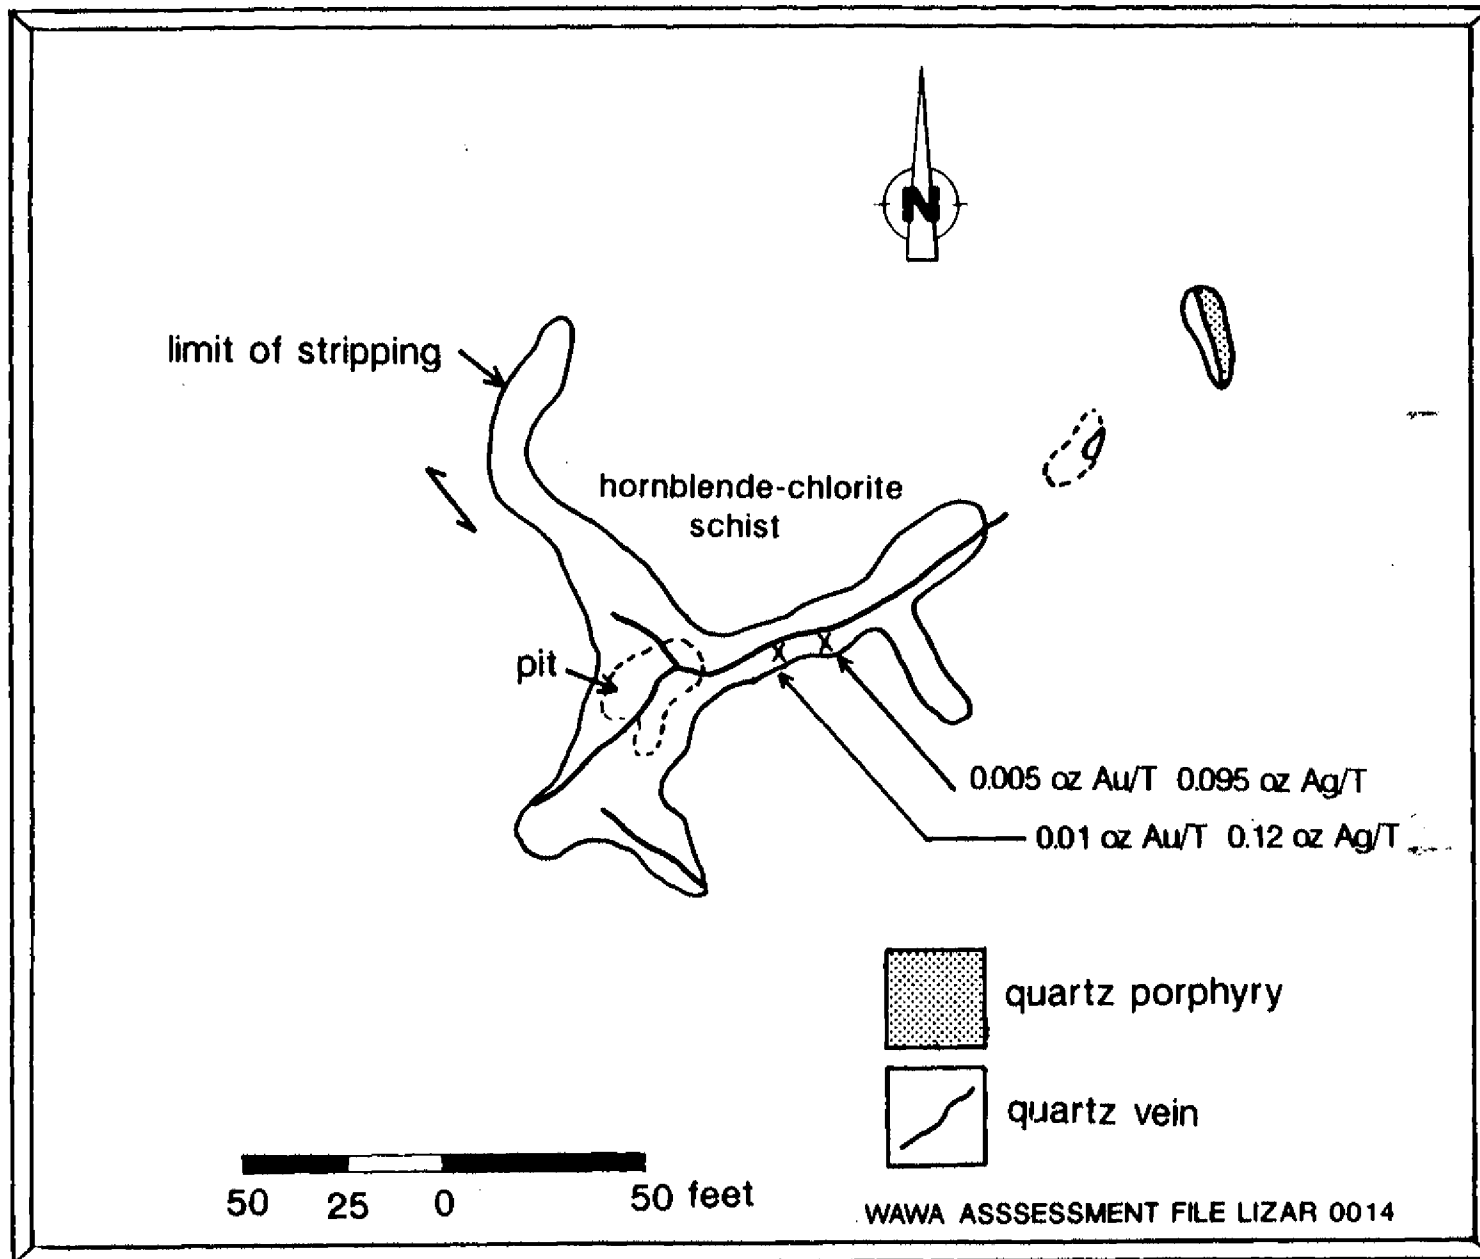 N
limit of stripping
hornblende-chlorite
schist
pit
0.005 oz Au/T 0.095 oz Ag/T
0.01 oz Au/T 0.12 oz Ag/T
quartz porphyry
quartz vein
50 25 0 50 feet
WAWA ASSSESSMENT FILE LIZAR 0014